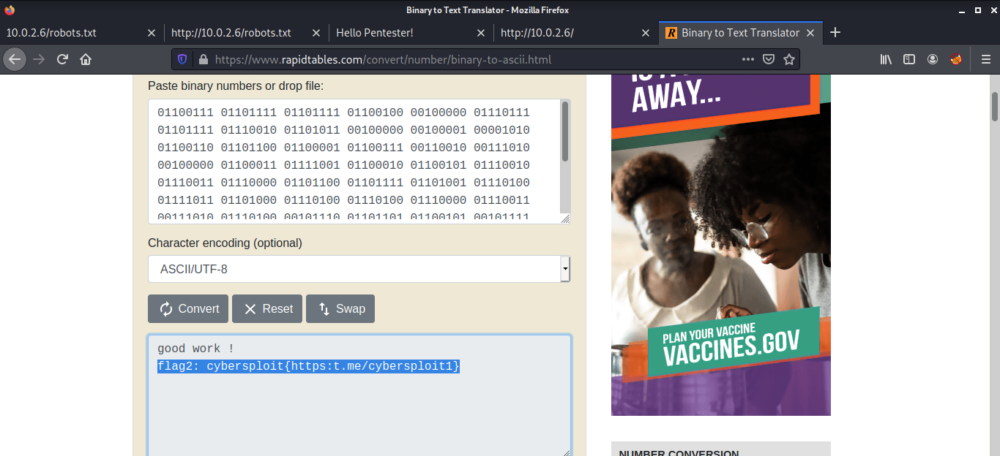 Binary to Text Translator - Mozilla Firefox
10.0.2.6/robots.txt
http://10.0.2.6/robots.txt
Hello Pentester!
http://10.0.2.6/
Binary to Text Translator
https://www.rapidtables.com/convert/number/binary-to-ascii.html
Paste binary numbers or drop file:
01100111 01101111 01101111 01100100 00100000 01110111
01101111 01110010 01101011 00100000 00100001 00001010
01100110 01101100 01100001 01100111 00110010 00111010
00100000 01100011 01111001 01100010 01100101 01110010
01110011 01110000 01101100 01101111 01101001 01110100
01111011 01101000 01110100 01110100 01110000 01110011
00111010 01110100 00101110 01101101 01100101 00101111
Character encoding (optional)
ASCII/UTF-8
Convert
Reset
Swap
good work !
flag2: cybersploit{https:t.me/cybersploit1}
AWAY...
PLAN YOUR VACCINE
VACCINES.GOV
NUMBER CONVERSION